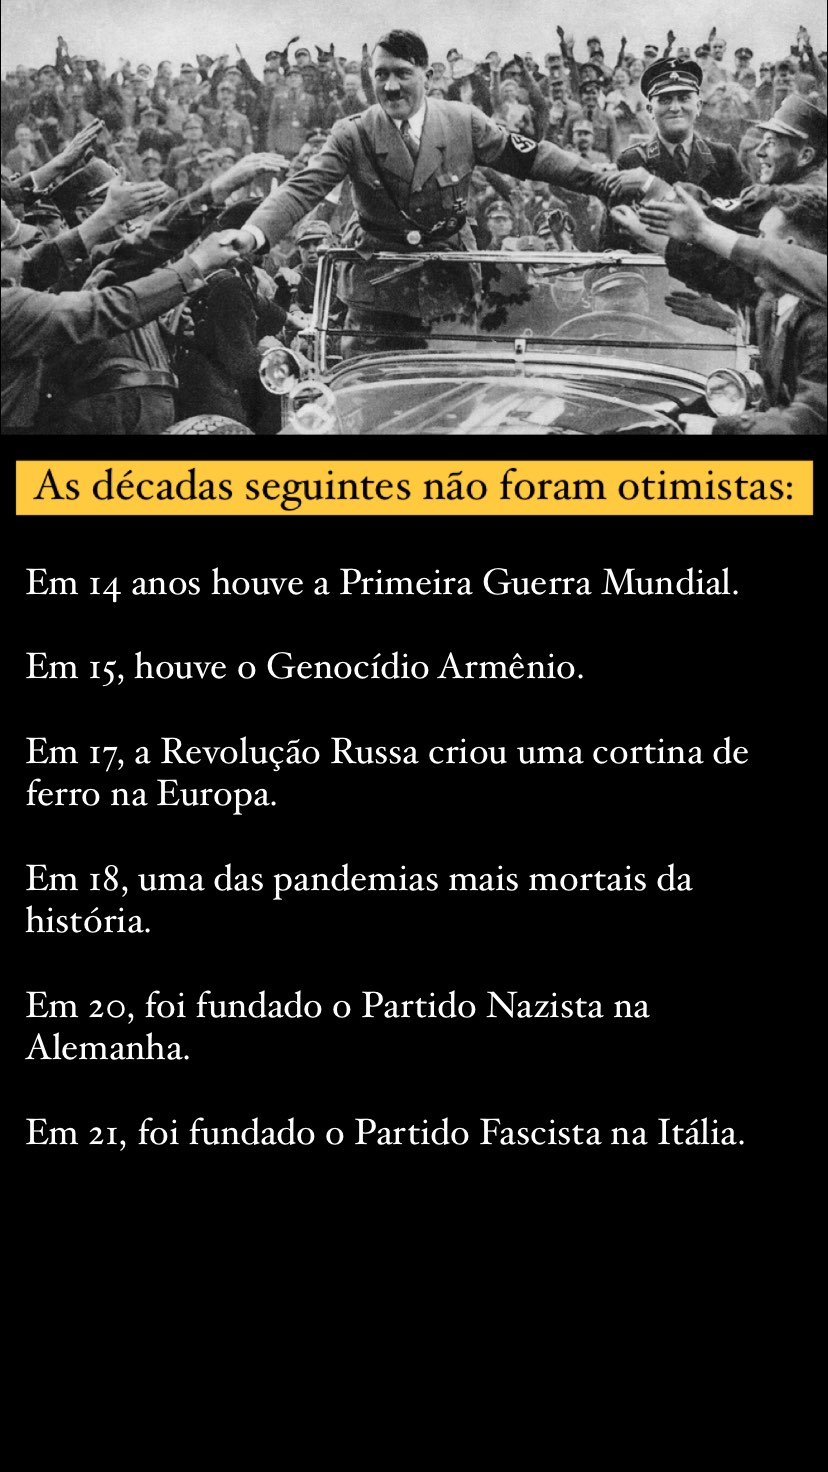 As décadas seguintes não foram otimistas:
Em 14 anos houve a Primeira Guerra Mundial.
Em 15, houve o Genocídio Armênio.
Em 17, a Revolução Russa criou uma cortina de
ferro na Europa.
Em 18, uma das pandemias mais mortais da
história.
Em 20, foi fundado o Partido Nazista na
Alemanha.
Em 21, foi fundado o Partido Fascista na Itália.